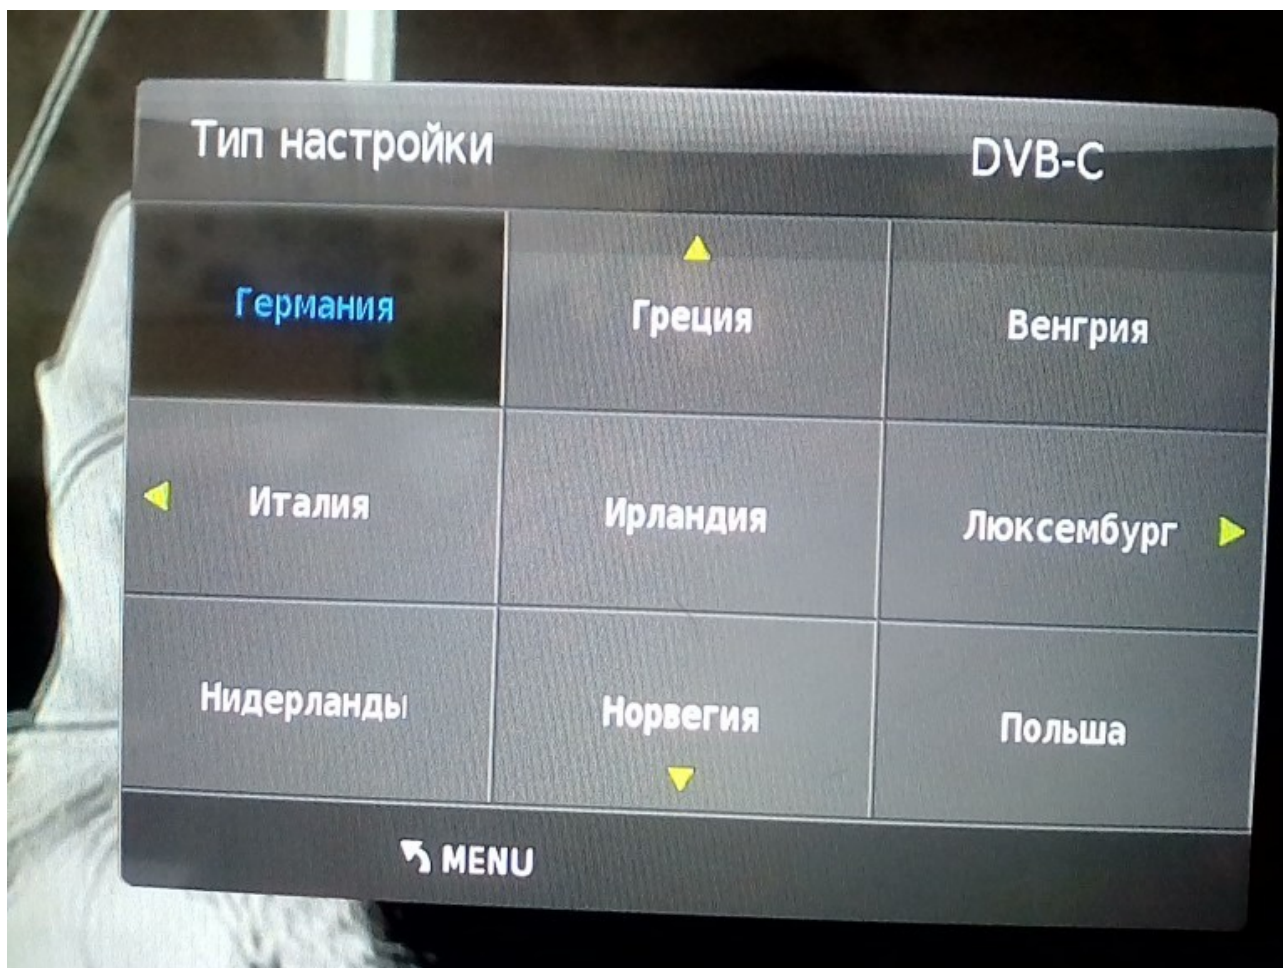 Тип настройки DVB-C
Германия Греция Венгрия
Италия Ирландия Люксембург
Нидерланды Норвегия Польша
MENU